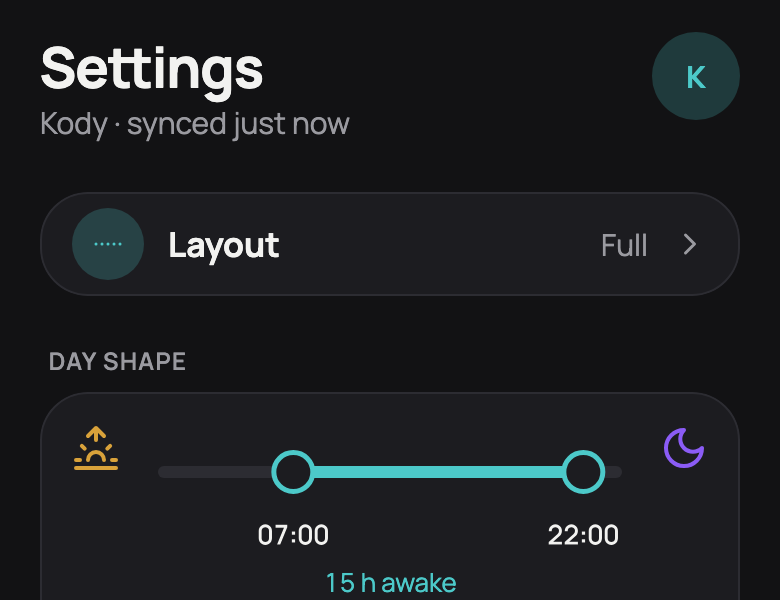 Settings
K
Kody · synced just now
Layout
Full
DAY SHAPE
07:00
22:00
15 h awake